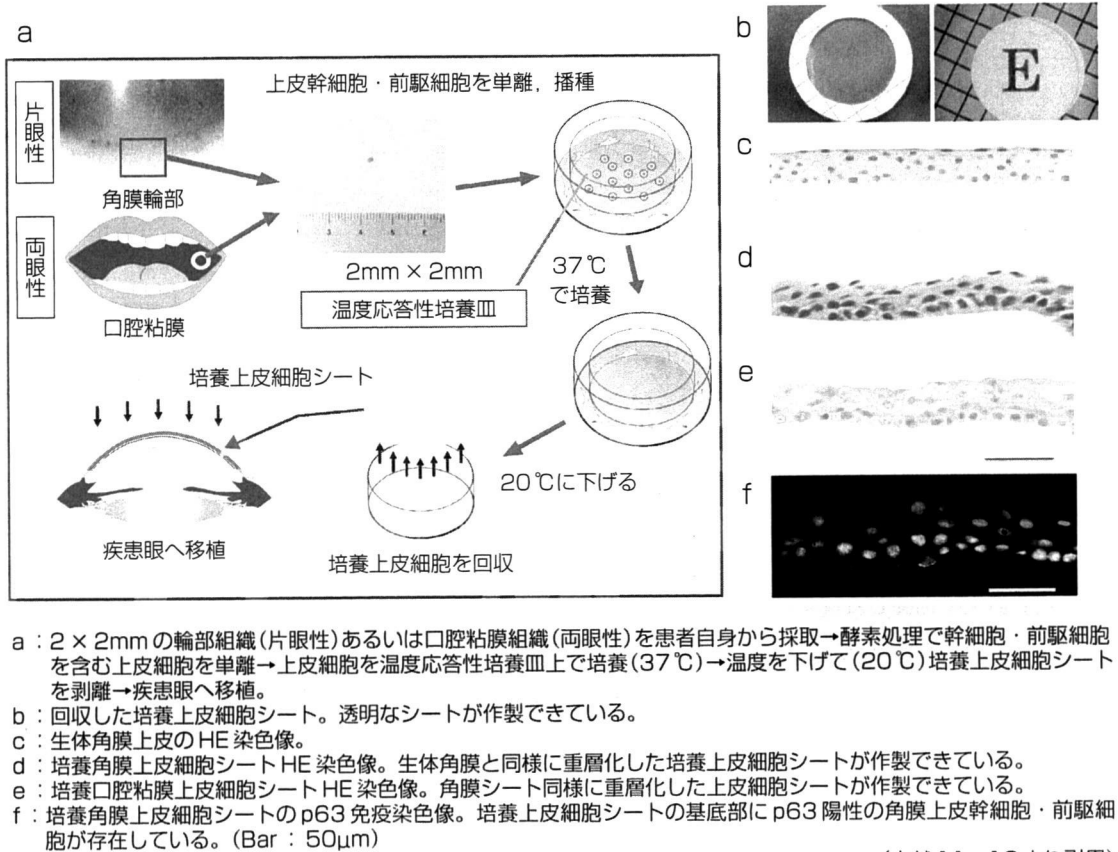 a
片眼性
角膜輪部
両眼性
口腔粘膜
上皮幹細胞・前駆細胞を単離，播種
3 4 5 6
2mm × 2mm
温度応答性培養皿
37℃
で培養
培養上皮細胞シート
20℃に下げる
疾患眼へ移植
培養上皮細胞を回収
b
E
c
d
e
f
a：2 × 2mmの輪部組織（片眼性）あるいは口腔粘膜組織（両眼性）を患者自身から採取→酵素処理で幹細胞・前駆細胞
を含む上皮細胞を単離→上皮細胞を温度応答性培養皿上で培養（37℃）→温度を下げて（20℃）培養上皮細胞シート
を剥離→疾患眼へ移植。
b：回収した培養上皮細胞シート。透明なシートが作製できている。
c：生体角膜上皮のHE染色像。
d：培養角膜上皮細胞シートHE染色像。生体角膜と同様に重層化した培養上皮細胞シートが作製できている。
e：培養口腔粘膜上皮細胞シートHE染色像。角膜シート同様に重層化した上皮細胞シートが作製できている。
f：培養角膜上皮細胞シートのp63免疫染色像。培養上皮細胞シートの基底部にp63陽性の角膜上皮幹細胞・前駆細
胞が存在している。（Bar：50μm）